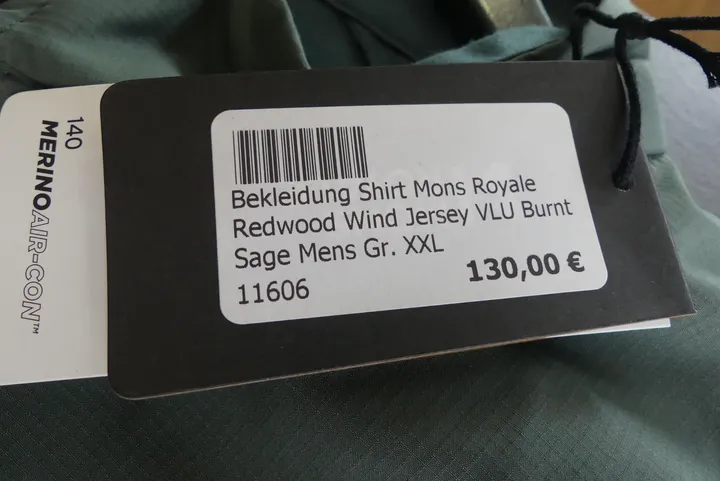 140
MERINOAIR-CON™
Bekleidung Shirt Mons Royale
Redwood Wind Jersey VLU Burnt
Sage Mens Gr. XXL
130,00 €
11606